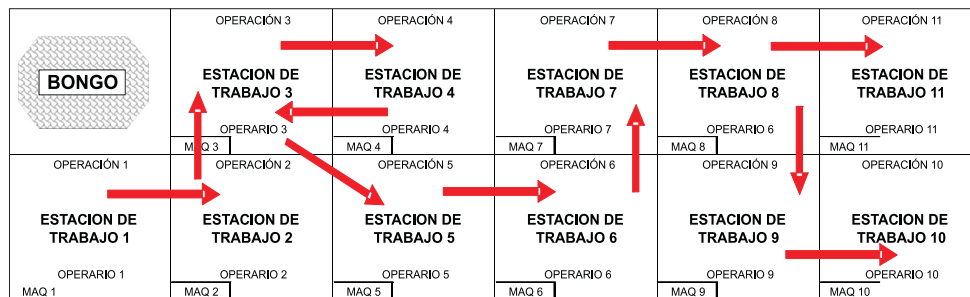 BONGO
OPERACIÓN 3
ESTACION DE
TRABAJO 3
OPERARIO 3
MAQ 3
OPERACIÓN 4
ESTACION DE
TRABAJO 4
OPERARIO 4
MAQ 4
OPERACIÓN 7
ESTACION DE
TRABAJO 7
OPERARIO 7
MAQ 7
OPERACIÓN 8
ESTACION DE
TRABAJO 8
OPERARIO 6
MAQ 8
OPERACIÓN 11
ESTACION DE
TRABAJO 11
OPERARIO 11
MAQ 11
OPERACIÓN 1
ESTACION DE
TRABAJO 1
OPERARIO 1
MAQ 1
OPERACIÓN 2
ESTACION DE
TRABAJO 2
OPERARIO 2
MAQ 2
OPERACIÓN 5
ESTACION DE
TRABAJO 5
OPERARIO 5
MAQ 5
OPERACIÓN 6
ESTACION DE
TRABAJO 6
OPERARIO 6
MAQ 6
OPERACIÓN 9
ESTACION DE
TRABAJO 9
OPERARIO 9
MAQ 9
OPERACIÓN 10
ESTACION DE
TRABAJO 10
OPERARIO 10
MAQ 10